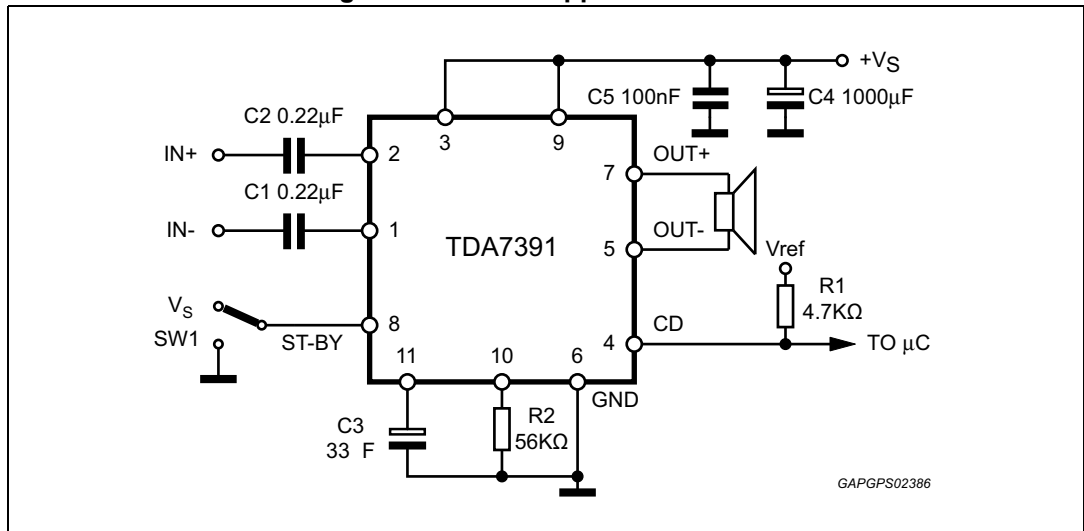 +VS
C5 100nF
C4 1000μF
C2 0.22μF
3
9
IN+
2
OUT+
7
C1 0.22μF
IN-
1
TDA7391
OUT-
5
Vref
R1
4.7KΩ
VS
SW1
ST-BY
8
CD
4
TO μC
11
10
6
GND
C3
33 F
R2
56KΩ
GAPGPS02386